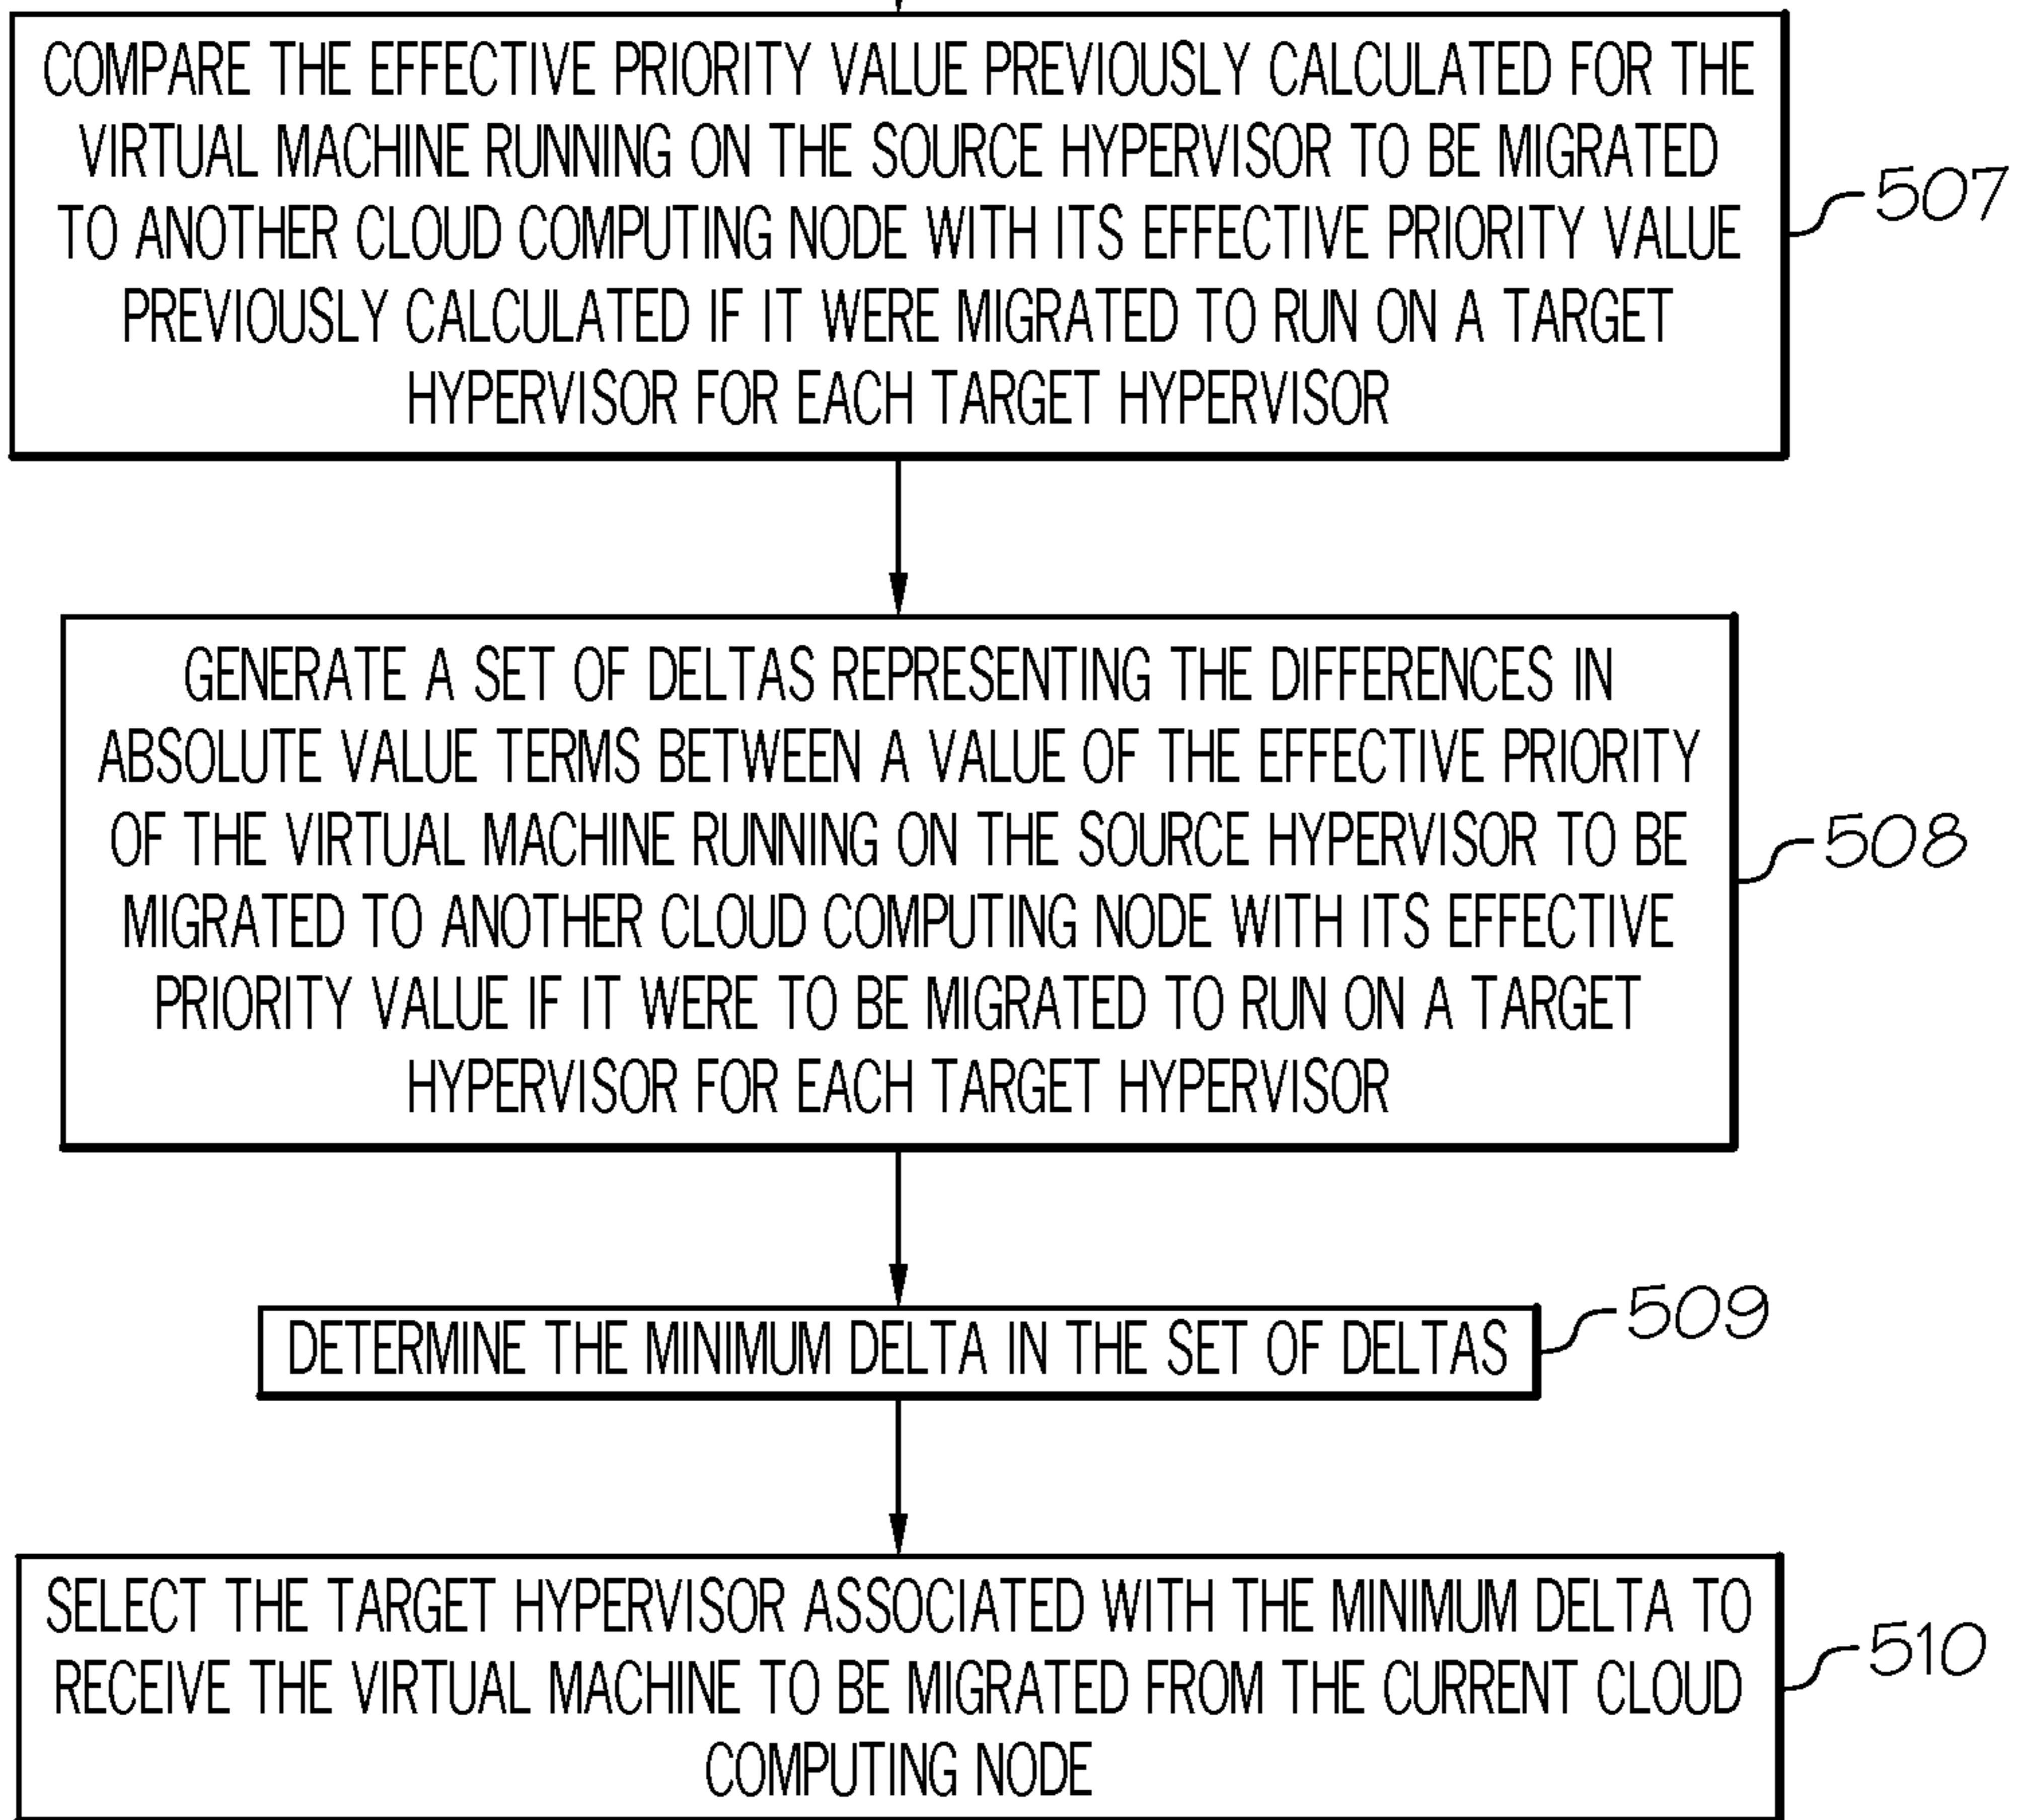 COMPARE THE EFFECTIVE PRIORITY VALUE PREVIOUSLY CALCULATED FOR THE
VIRTUAL MACHINE RUNNING ON THE SOURCE HYPERVISOR TO BE MIGRATED
TO ANOTHER CLOUD COMPUTING NODE WITH ITS EFFECTIVE PRIORITY VALUE
PREVIOUSLY CALCULATED IF IT WERE MIGRATED TO RUN ON A TARGET
HYPERVISOR FOR EACH TARGET HYPERVISOR
507
GENERATE A SET OF DELTAS REPRESENTING THE DIFFERENCES IN
ABSOLUTE VALUE TERMS BETWEEN A VALUE OF THE EFFECTIVE PRIORITY
OF THE VIRTUAL MACHINE RUNNING ON THE SOURCE HYPERVISOR TO BE
MIGRATED TO ANOTHER CLOUD COMPUTING NODE WITH ITS EFFECTIVE
PRIORITY VALUE IF IT WERE TO BE MIGRATED TO RUN ON A TARGET
HYPERVISOR FOR EACH TARGET HYPERVISOR
508
DETERMINE THE MINIMUM DELTA IN THE SET OF DELTAS
509
SELECT THE TARGET HYPERVISOR ASSOCIATED WITH THE MINIMUM DELTA TO
RECEIVE THE VIRTUAL MACHINE TO BE MIGRATED FROM THE CURRENT CLOUD
COMPUTING NODE
510